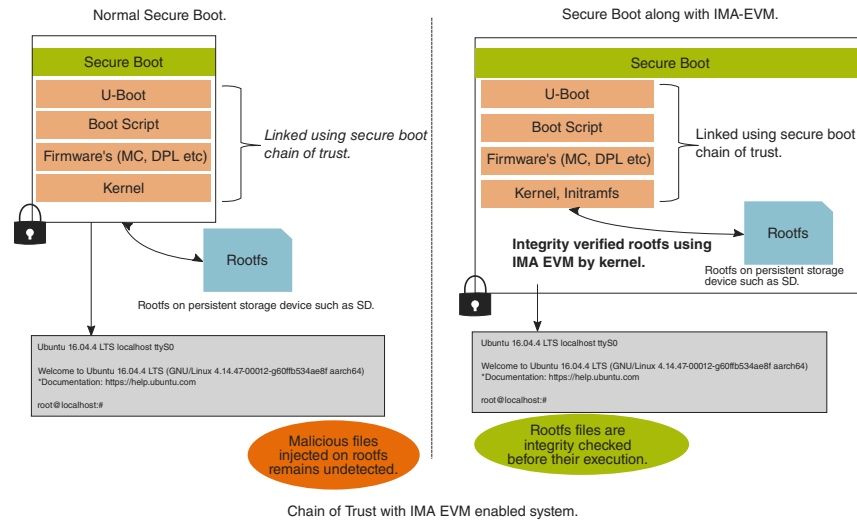 Normal Secure Boot.
Secure Boot
U-Boot
Boot Script
Firmware's (MC, DPL etc)
Kernel
Linked using secure boot
chain of trust.
Rootfs
Rootfs on persistent storage device such as SD.
Ubuntu 16.04.4 LTS localhost ttyS0
Welcome to Ubuntu 16.04.4 LTS (GNU/Linux 4.14.47-00012-g60ffb534ae8f aarch64)
*Documentation: https://help.ubuntu.com
root@localhost:#
Malicious files
injected on rootfs
remains undetected.
Secure Boot along with IMA-EVM.
Secure Boot
U-Boot
Boot Script
Firmware's (MC, DPL etc)
Kernel, Initramfs
Linked using secure boot
chain of trust.
Rootfs
Integrity verified rootfs using
IMA EVM by kernel.
Rootfs on persistent storage
device such as SD.
Ubuntu 16.04.4 LTS localhost ttyS0
Welcome to Ubuntu 16.04.4 LTS (GNU/Linux 4.14.47-00012-g60ffb534ae8f aarch64)
*Documentation: https://help.ubuntu.com
root@localhost:#
Rootfs files are
integrity checked
before their execution.
Chain of Trust with IMA EVM enabled system.